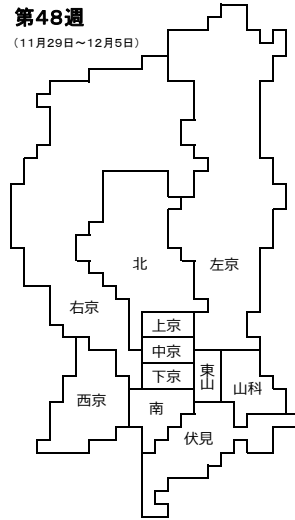 第48週
（11月29日～12月5日）
北
左京
右京
上京
中京
下京
東山
山科
西京
南
伏見